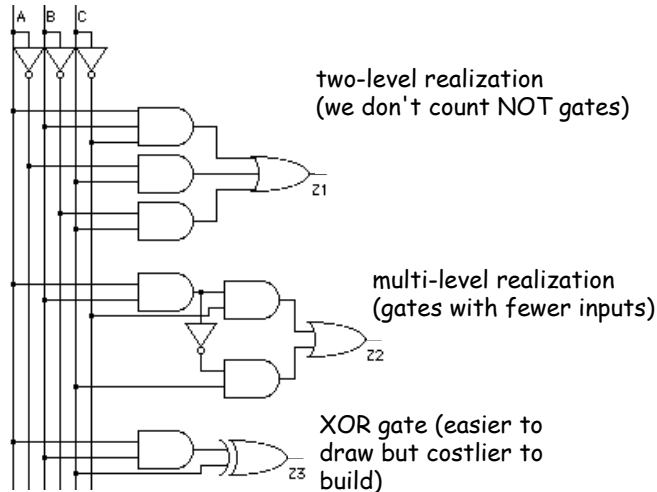 A B C
two-level realization
(we don't count NOT gates)
Z1
multi-level realization
(gates with fewer inputs)
Z2
XOR gate (easier to
draw but costlier to
build)
Z3